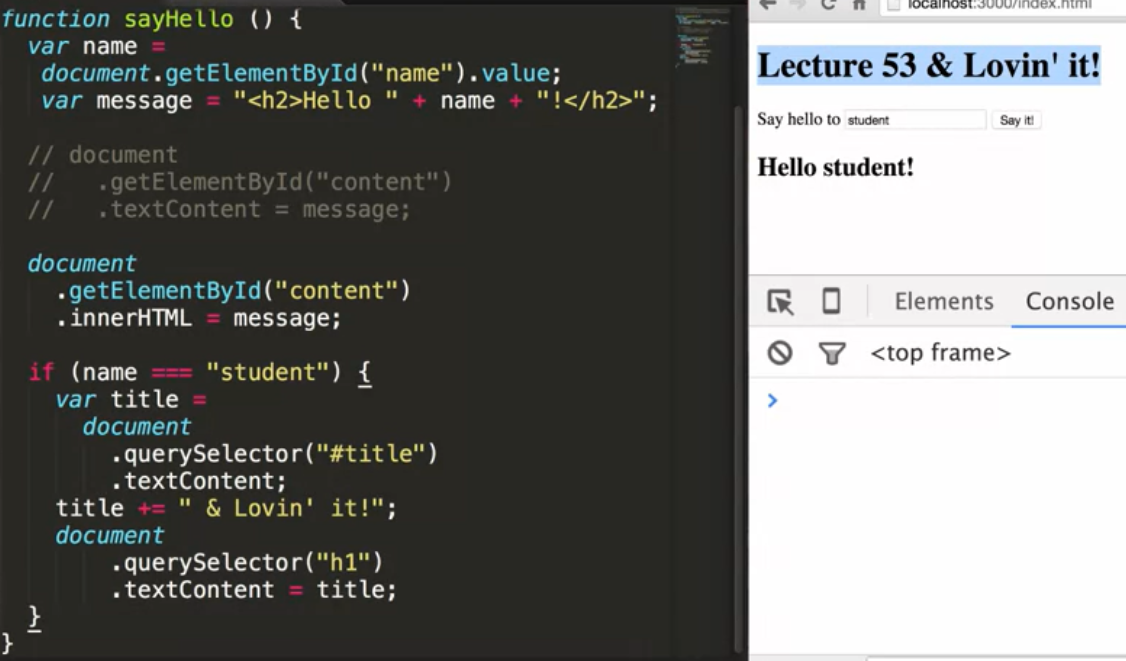 function sayHello () {
var name =
document.getElementById("name").value;
var message = "<h2>Hello " + name + "!</h2>";
// document
// .getElementById("content")
// .textContent = message;
document
.getElementById("content")
.innerHTML = message;
if (name === "student") {
var title =
document
.querySelector("#title")
.textContent;
title += " & Lovin' it!";
document
.querySelector("h1")
.textContent = title;
}
}
localhost:3000/index.html
Lecture 53 & Lovin' it!
Say hello to student Say it!
Hello student!
Elements Console
<top frame>
>